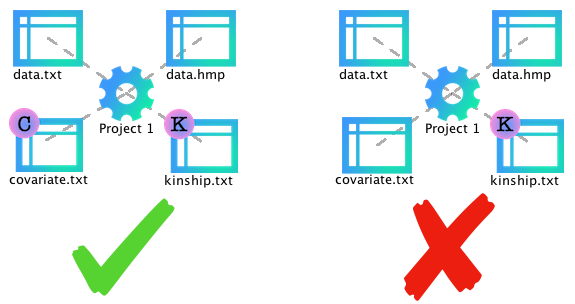 data.txt
data.hmp
Project 1
C
K
covariate.txt
kinship.txt
data.txt
data.hmp
Project 1
K
covariate.txt
kinship.txt